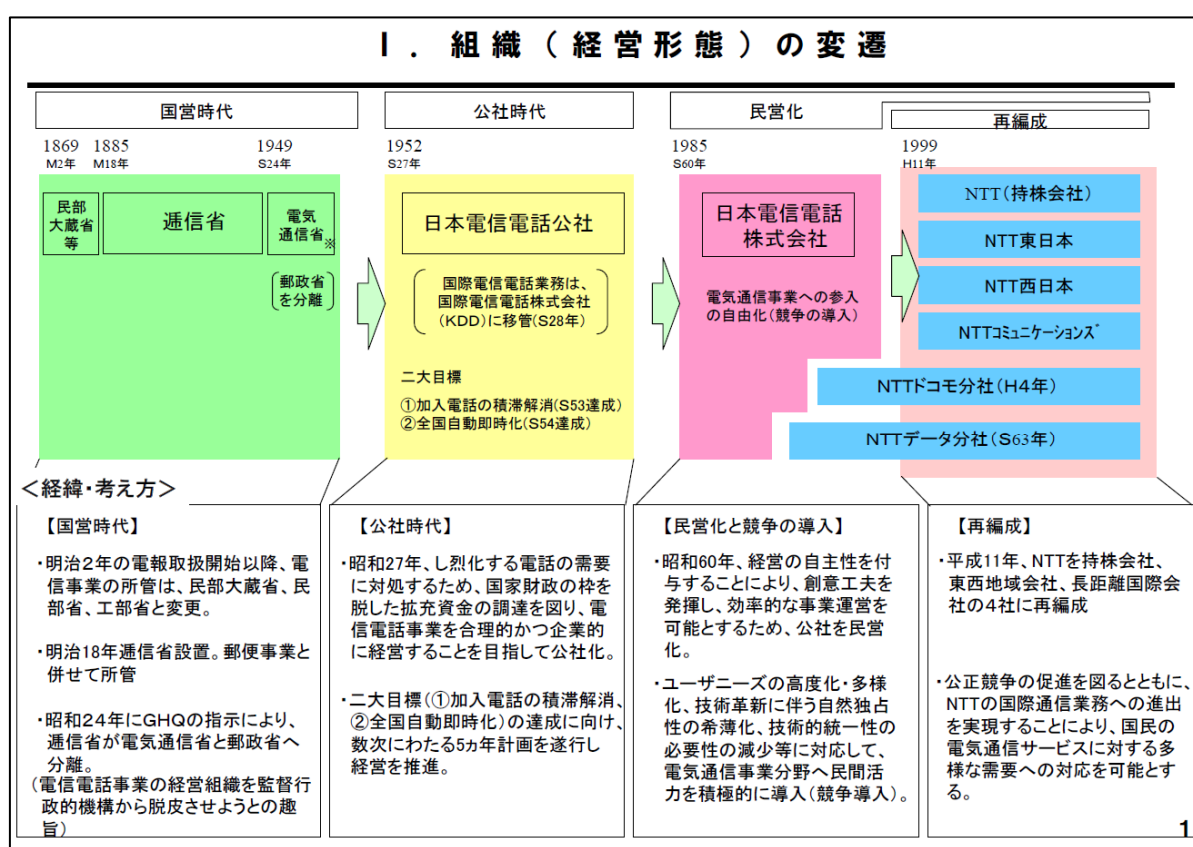 Ⅰ．組織（経営形態）の変遷
国営時代
公社時代
民営化
再編成
1869
M2年
1885
M18年
1949
S24年
1952
S27年
1985
S60年
1999
H11年
民部
大蔵省
等
逓信省
電気
通信省※
郵政省
を分離
日本電信電話公社
国際電信電話業務は、
国際電信電話株式会社
(KDD)に移管(S28年)
二大目標
①加入電話の積滞解消(S53達成)
②全国自動即時化(S54達成)
日本電信電話
株式会社
電気通信事業への参入
の自由化(競争の導入)
NTT(持株会社)
NTT東日本
NTT西日本
NTTｺﾐｭﾆｹｰｼｮﾝｽﾞ
NTTドコモ分社(H4年)
NTTデータ分社(S63年)
＜経緯・考え方＞
【国営時代】
・明治２年の電報取扱開始以降、電
信事業の所管は、民部大蔵省、民
部省、工部省と変更。
・明治18年逓信省設置。郵便事業と
併せて所管
・昭和２４年にGHQの指示により、
逓信省が電気通信省と郵政省へ
分離。
(電信電話事業の経営組織を監督行
政的機構から脱皮させようとの趣
旨)
【公社時代】
・昭和27年、し烈化する電話の需要
に対処するため、国家財政の枠を
脱した拡充資金の調達を図り、電
信電話事業を合理的かつ企業的
に経営することを目指して公社化。
・二大目標(①加入電話の積滞解消、
②全国自動即時化)の達成に向け、
数次にわたる5ヵ年計画を遂行し
経営を推進。
【民営化と競争の導入】
・昭和60年、経営の自主性を付
与することにより、創意工夫を
発揮し、効率的な事業運営を
可能とするため、公社を民営
化。
・ユーザニーズの高度化・多様
化、技術革新に伴う自然独占
性の希薄化、技術的統一性の
必要性の減少等に対応して、
電気通信事業分野へ民間活
力を積極的に導入(競争導入)。
【再編成】
・平成11年、NTTを持株会社、
東西地域会社、長距離国際会
社の４社に再編成
・公正競争の促進を図るとともに、
NTTの国際通信業務への進出
を実現することにより、国民の
電気通信サービスに対する多
様な需要への対応を可能とす
る。
1